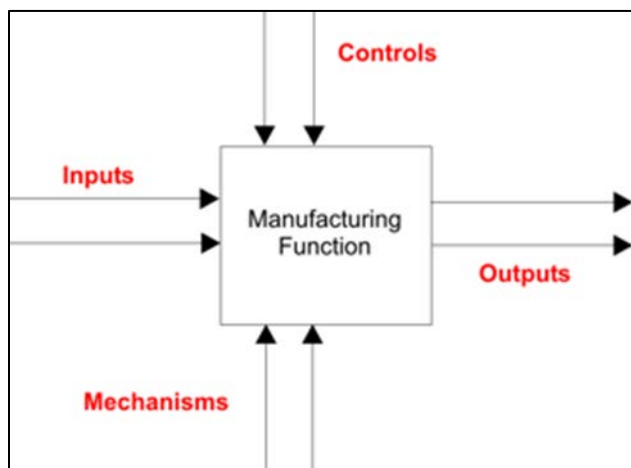 Controls
Inputs
Manufacturing
Function
Outputs
Mechanisms